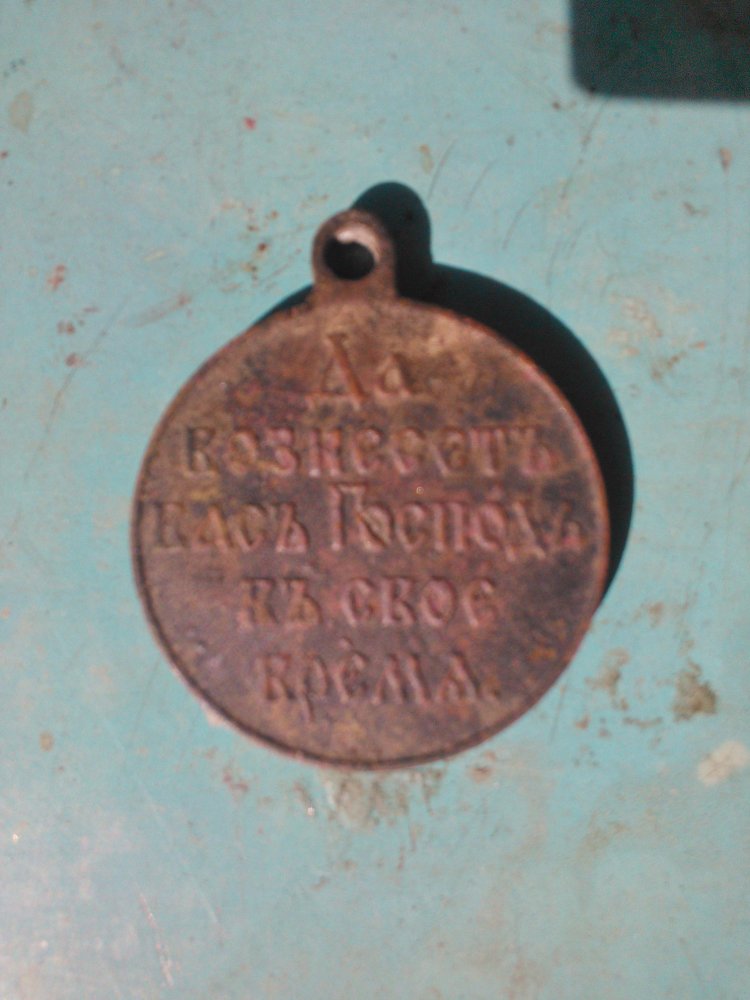 Да
вознесетъ
васъ Господь
въ свое
время.